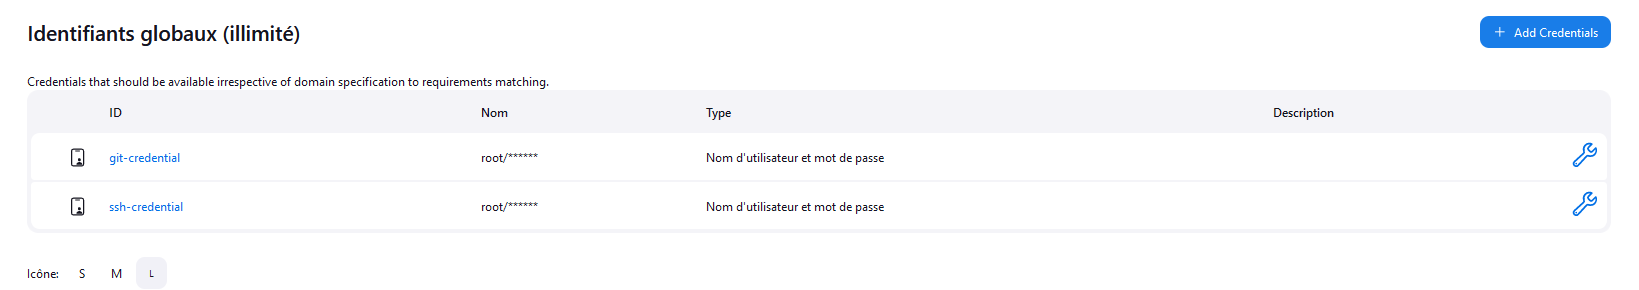 Identifiants globaux (illimité)
+ Add Credentials
Credentials that should be available irrespective of domain specification to requirements matching.
ID Nom Type Description
git-credential root/****** Nom d'utilisateur et mot de passe
ssh-credential root/****** Nom d'utilisateur et mot de passe
Icône: S M L